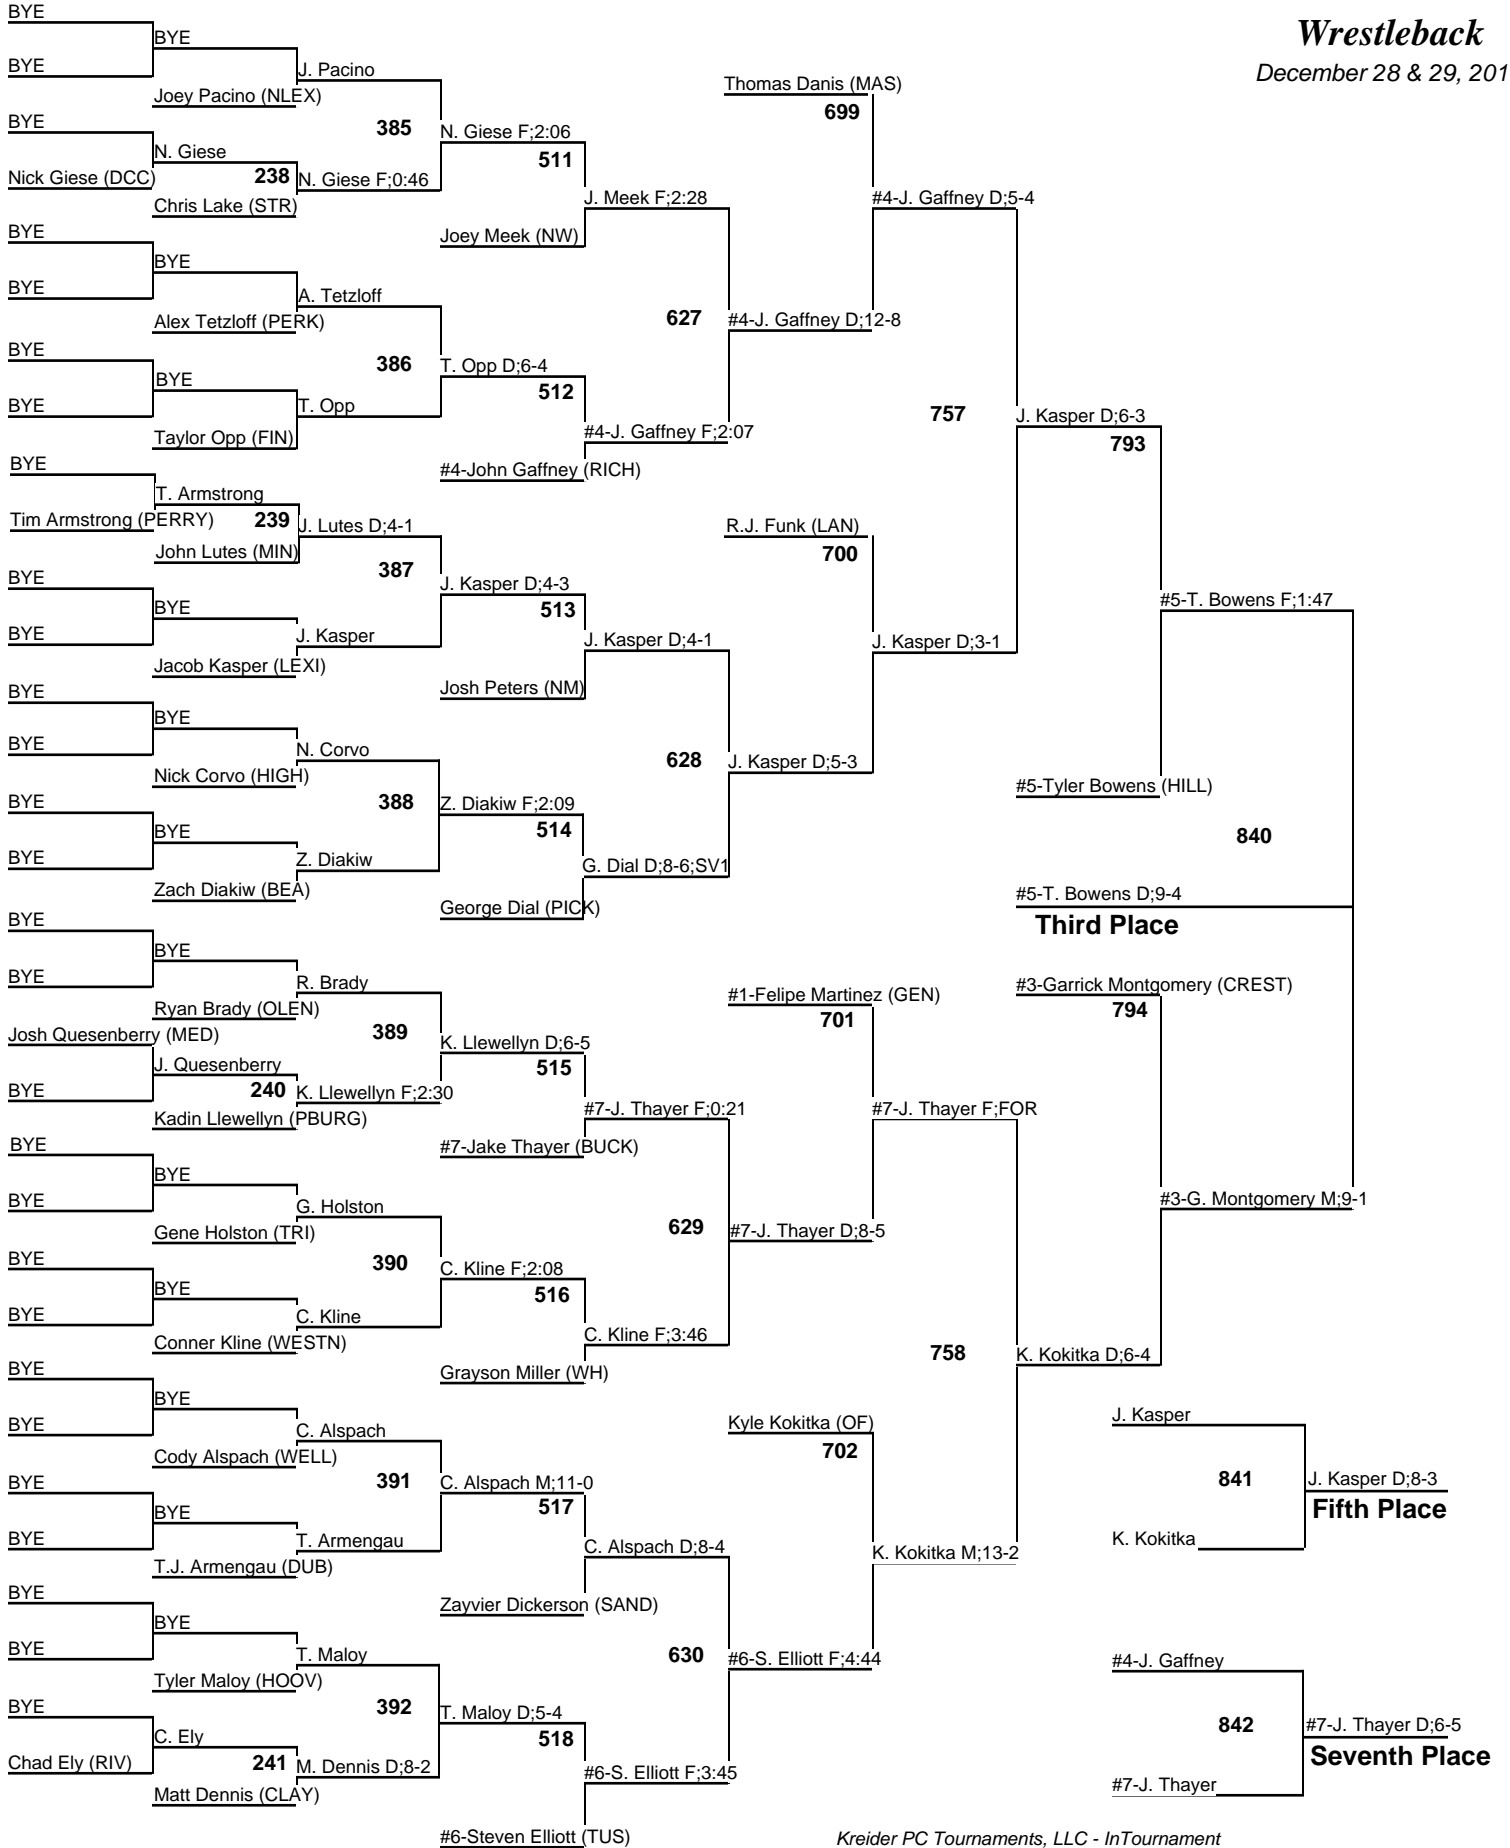 Wrestleback
December 28 & 29, 201
BYE
BYE
BYE
Joey Pacino (NLEX)
J. Pacino
385
BYE
Nick Giese (DCC)
N. Giese
238
Chris Lake (STR)
N. Giese F;0:46
N. Giese F;2:06
511
Joey Meek (NW)
J. Meek F;2:28
BYE
BYE
BYE
Alex Tetzloff (PERK)
A. Tetzloff
386
BYE
BYE
BYE
Taylor Opp (FIN)
T. Opp
T. Opp D;6-4
512
#4-John Gaffney (RICH)
#4-J. Gaffney F;2:07
627
#4-J. Gaffney D;12-8
Thomas Danis (MAS)
699
#4-J. Gaffney D;5-4
BYE
Tim Armstrong (PERRY)
T. Armstrong
239
John Lutes (MIN)
J. Lutes D;4-1
387
BYE
BYE
BYE
Jacob Kasper (LEXI)
J. Kasper
J. Kasper D;4-3
513
Josh Peters (NM)
J. Kasper D;4-1
BYE
BYE
BYE
Nick Corvo (HIGH)
N. Corvo
388
BYE
BYE
BYE
Zach Diakiw (BEA)
Z. Diakiw
Z. Diakiw F;2:09
514
George Dial (PICK)
G. Dial D;8-6;SV1
628
J. Kasper D;5-3
R.J. Funk (LAN)
700
J. Kasper D;3-1
757
J. Kasper D;6-3
793
#5-Tyler Bowens (HILL)
#5-T. Bowens F;1:47
840
#5-T. Bowens D;9-4
Third Place
BYE
BYE
BYE
Ryan Brady (OLEN)
R. Brady
389
Josh Quesenberry (MED)
BYE
J. Quesenberry
240
Kadin Llewellyn (PBURG)
K. Llewellyn F;2:30
K. Llewellyn D;6-5
515
#7-Jake Thayer (BUCK)
#7-J. Thayer F;0:21
BYE
BYE
BYE
Gene Holston (TRI)
G. Holston
390
BYE
BYE
BYE
Conner Kline (WESTN)
C. Kline
C. Kline F;2:08
516
Grayson Miller (WH)
C. Kline F;3:46
629
#7-J. Thayer D;8-5
#1-Felipe Martinez (GEN)
701
#7-J. Thayer F;FOR
BYE
BYE
BYE
Cody Alspach (WELL)
C. Alspach
391
BYE
BYE
BYE
T.J. Armengau (DUB)
T. Armengau
C. Alspach M;11-0
517
Zayvier Dickerson (SAND)
C. Alspach D;8-4
BYE
BYE
BYE
Tyler Maloy (HOOV)
T. Maloy
392
BYE
Chad Ely (RIV)
C. Ely
241
Matt Dennis (CLAY)
M. Dennis D;8-2
T. Maloy D;5-4
518
#6-Steven Elliott (TUS)
#6-S. Elliott F;3:45
630
#6-S. Elliott F;4:44
Kyle Kokitka (OF)
702
K. Kokitka M;13-2
758
K. Kokitka D;6-4
#3-Garrick Montgomery (CREST)
794
#3-G. Montgomery M;9-1
J. Kasper
841
K. Kokitka
J. Kasper D;8-3
Fifth Place
#4-J. Gaffney
842
#7-J. Thayer
#7-J. Thayer D;6-5
Seventh Place
Kreider PC Tournaments, LLC - InTournament